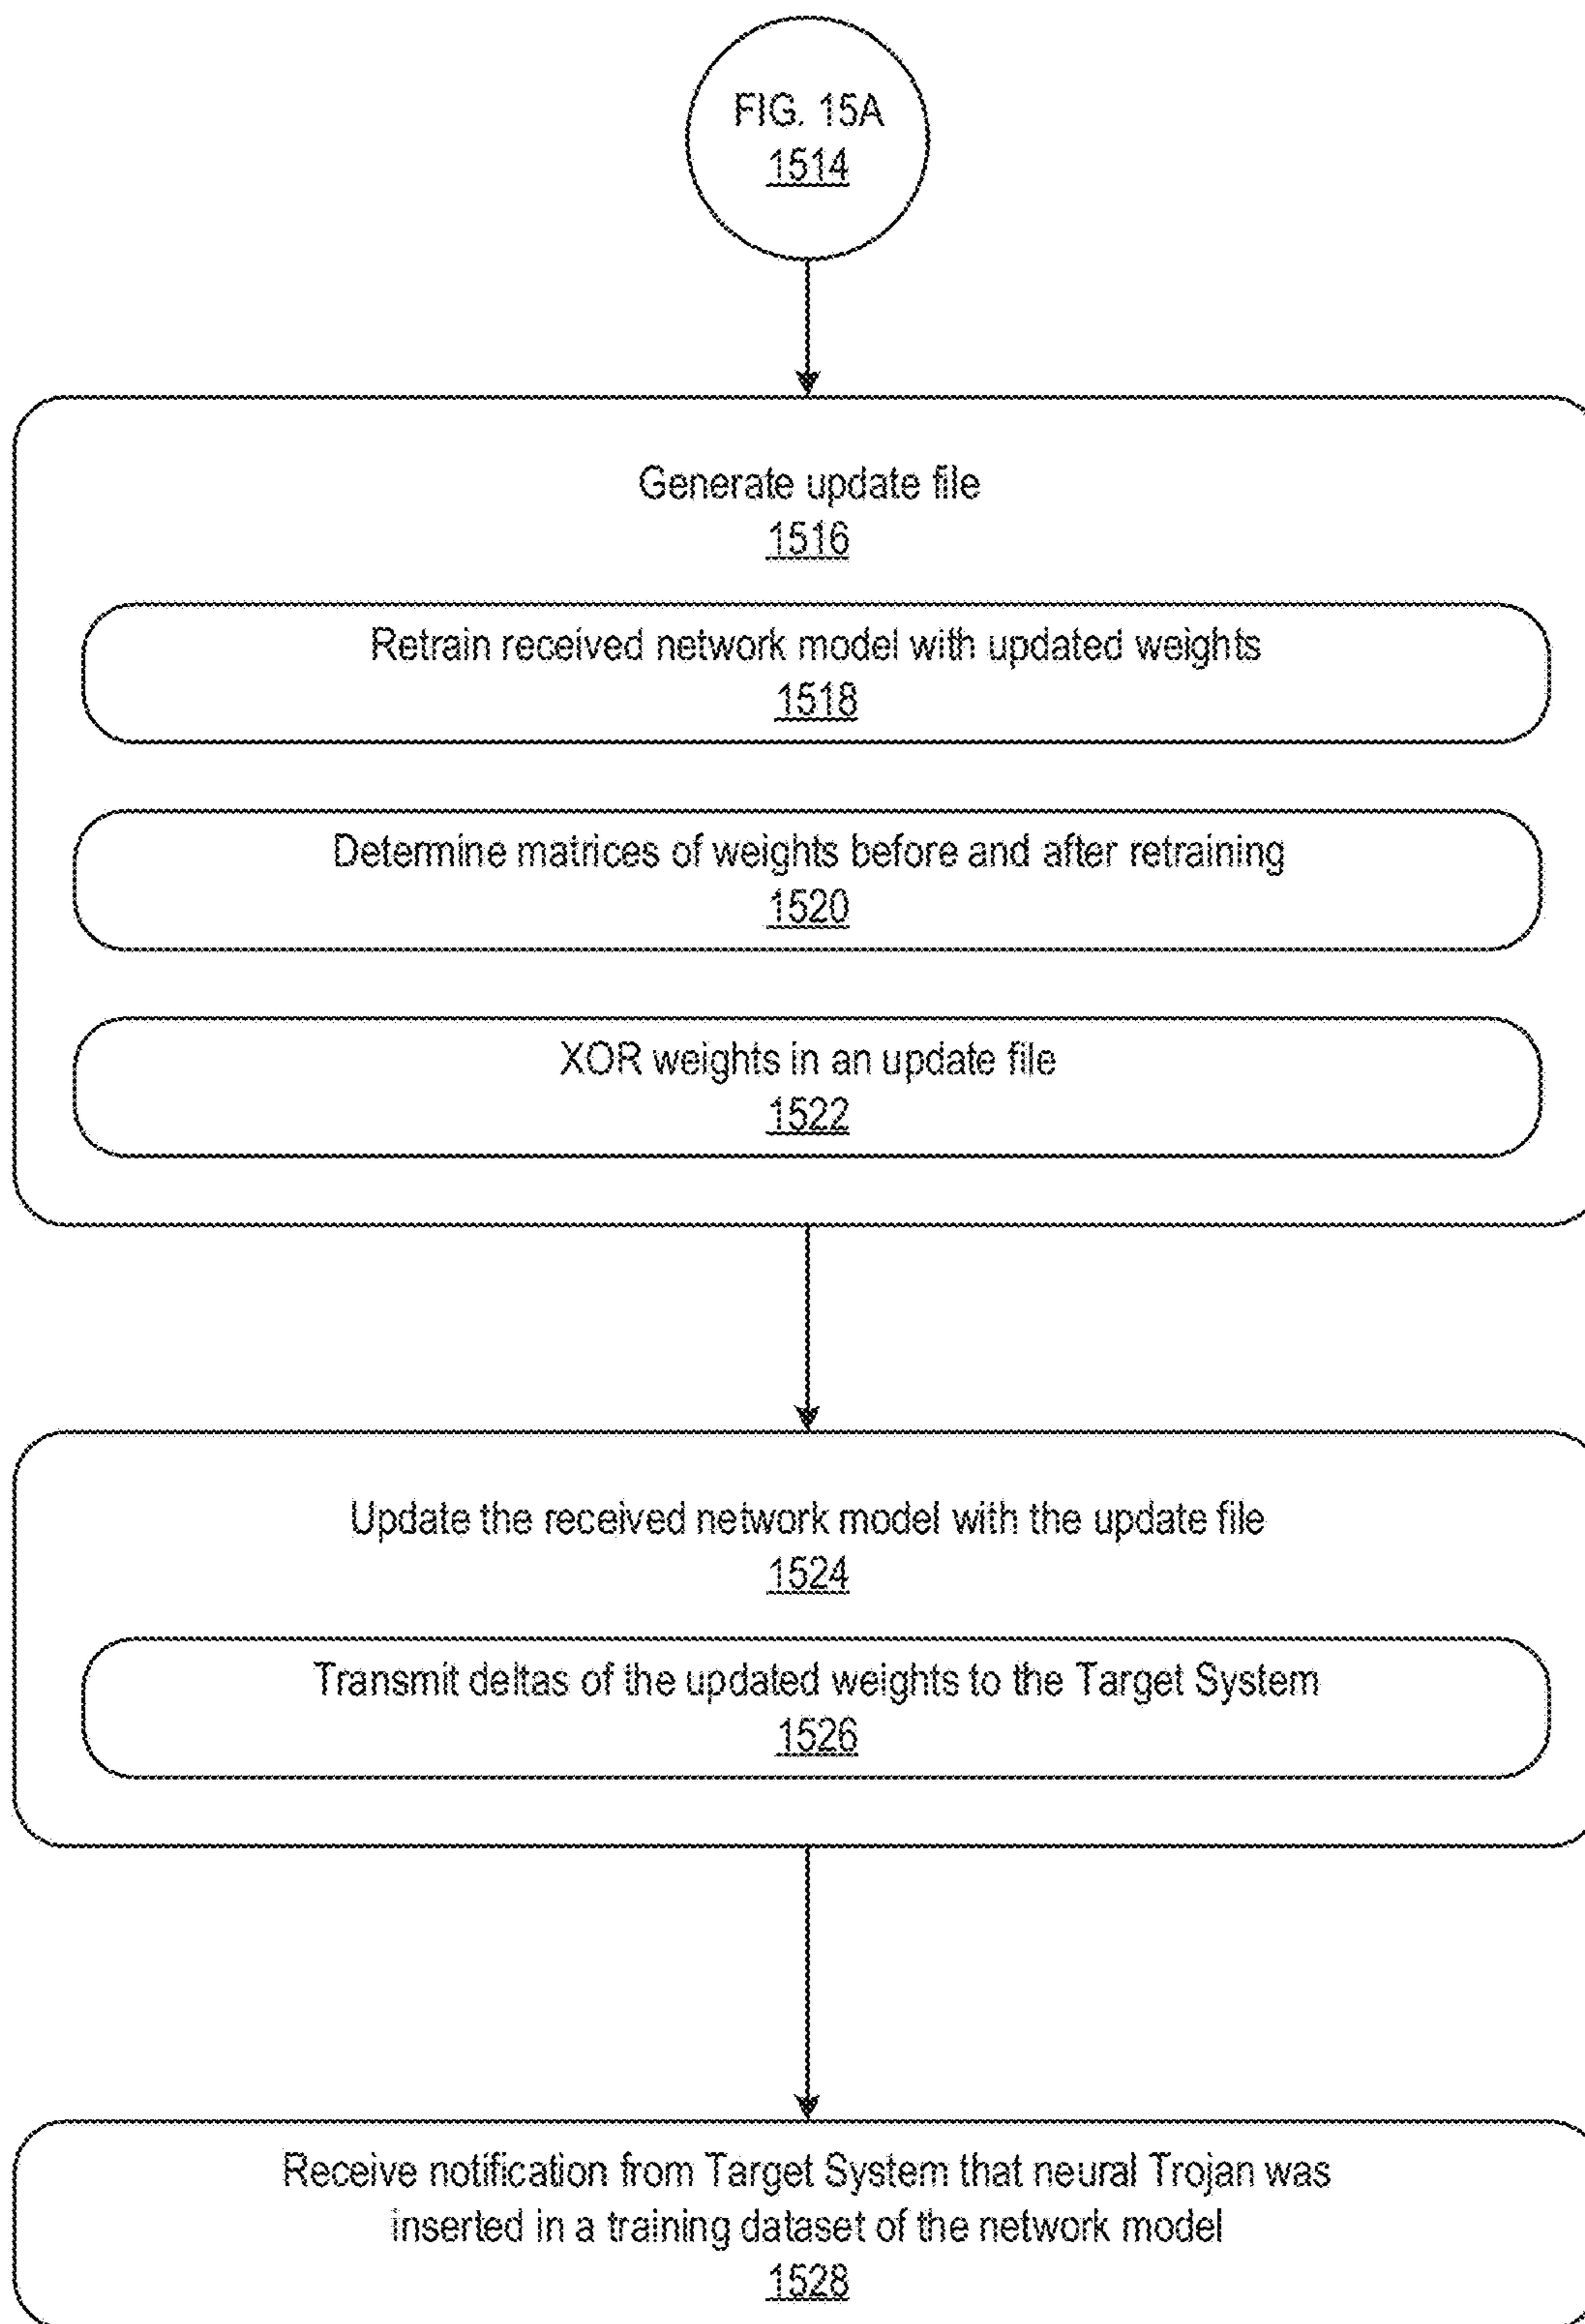 FIG. 15A
1514
Generate update file
1516
Retrain received network model with updated weights
1518
Determine matrices of weights before and after retraining
1520
XOR weights in an update file
1522
Update the received network model with the update file
1524
Transmit deltas of the updated weights to the Target System
1526
Receive notification from Target System that neural Trojan was
inserted in a training dataset of the network model
1528